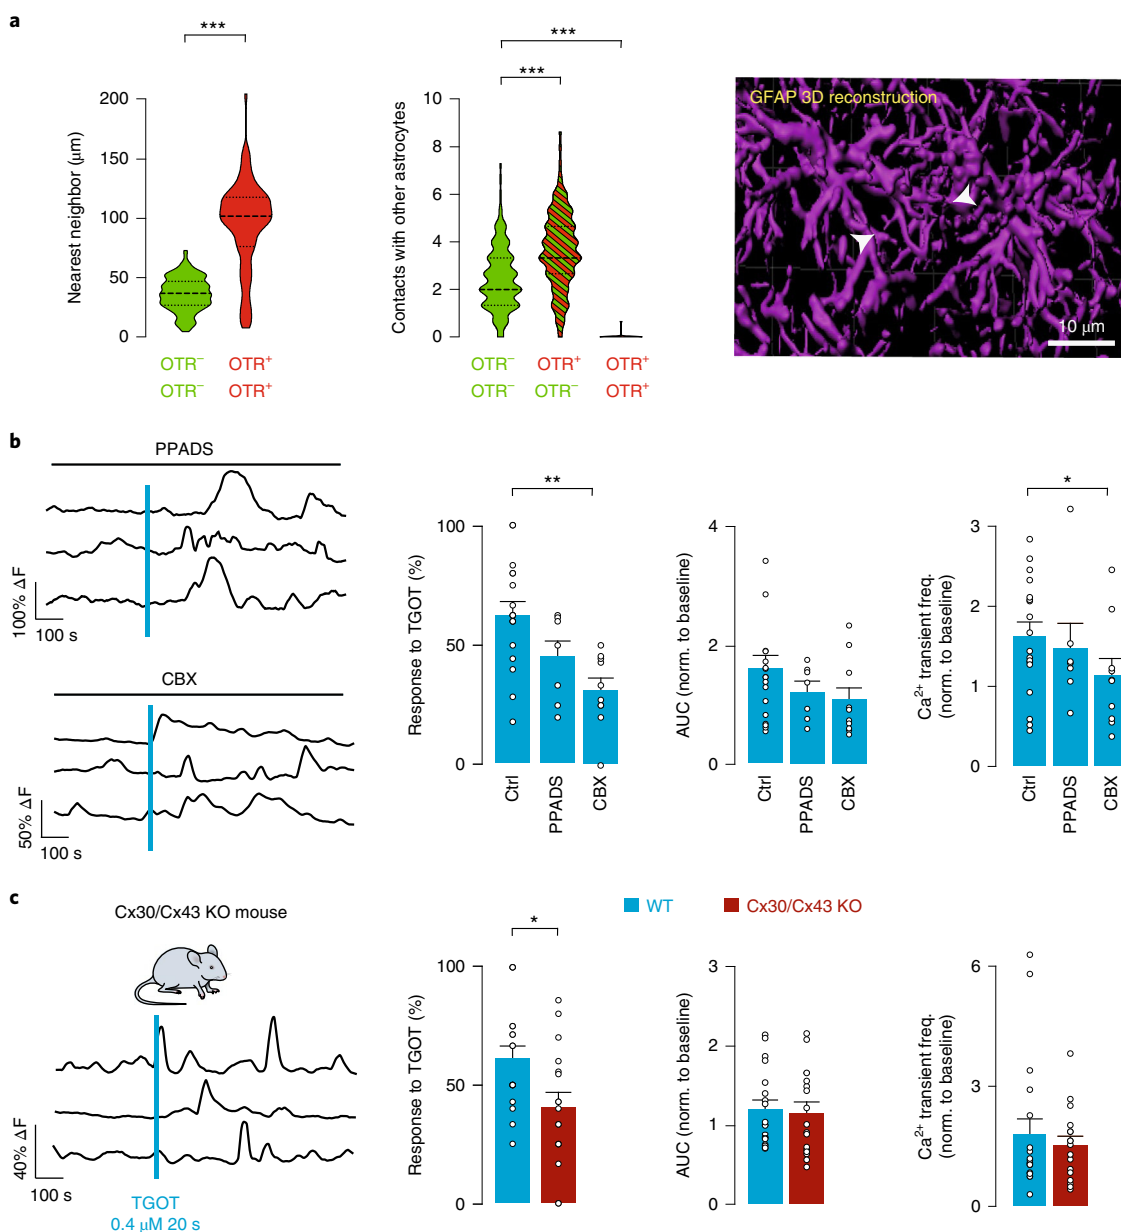 a
***
Nearest neighbor (μm)
200
150
100
50
0
OTR⁻ OTR⁺
OTR⁻ OTR⁺
***
***
Contacts with other astrocytes
10
8
6
4
2
0
OTR⁻ OTR⁺ OTR⁺
OTR⁻ OTR⁻ OTR⁺
GFAP 3D reconstruction
10 μm
b
PPADS
100% ΔF
100 s
CBX
50% ΔF
100 s
**
Response to TGOT (%)
100
50
0
Ctrl
PPADS
CBX
AUC (norm. to baseline)
4
2
0
Ctrl
PPADS
CBX
*
Ca²⁺ transient freq.
(norm. to baseline)
3
2
1
0
Ctrl
PPADS
CBX
c
Cx30/Cx43 KO mouse
40% ΔF
100 s
TGOT
0.4 μM 20 s
WT
Cx30/Cx43 KO
*
Response to TGOT (%)
100
50
0
AUC (norm. to baseline)
3
2
1
0
Ca²⁺ transient freq.
(norm. to baseline)
6
3
0